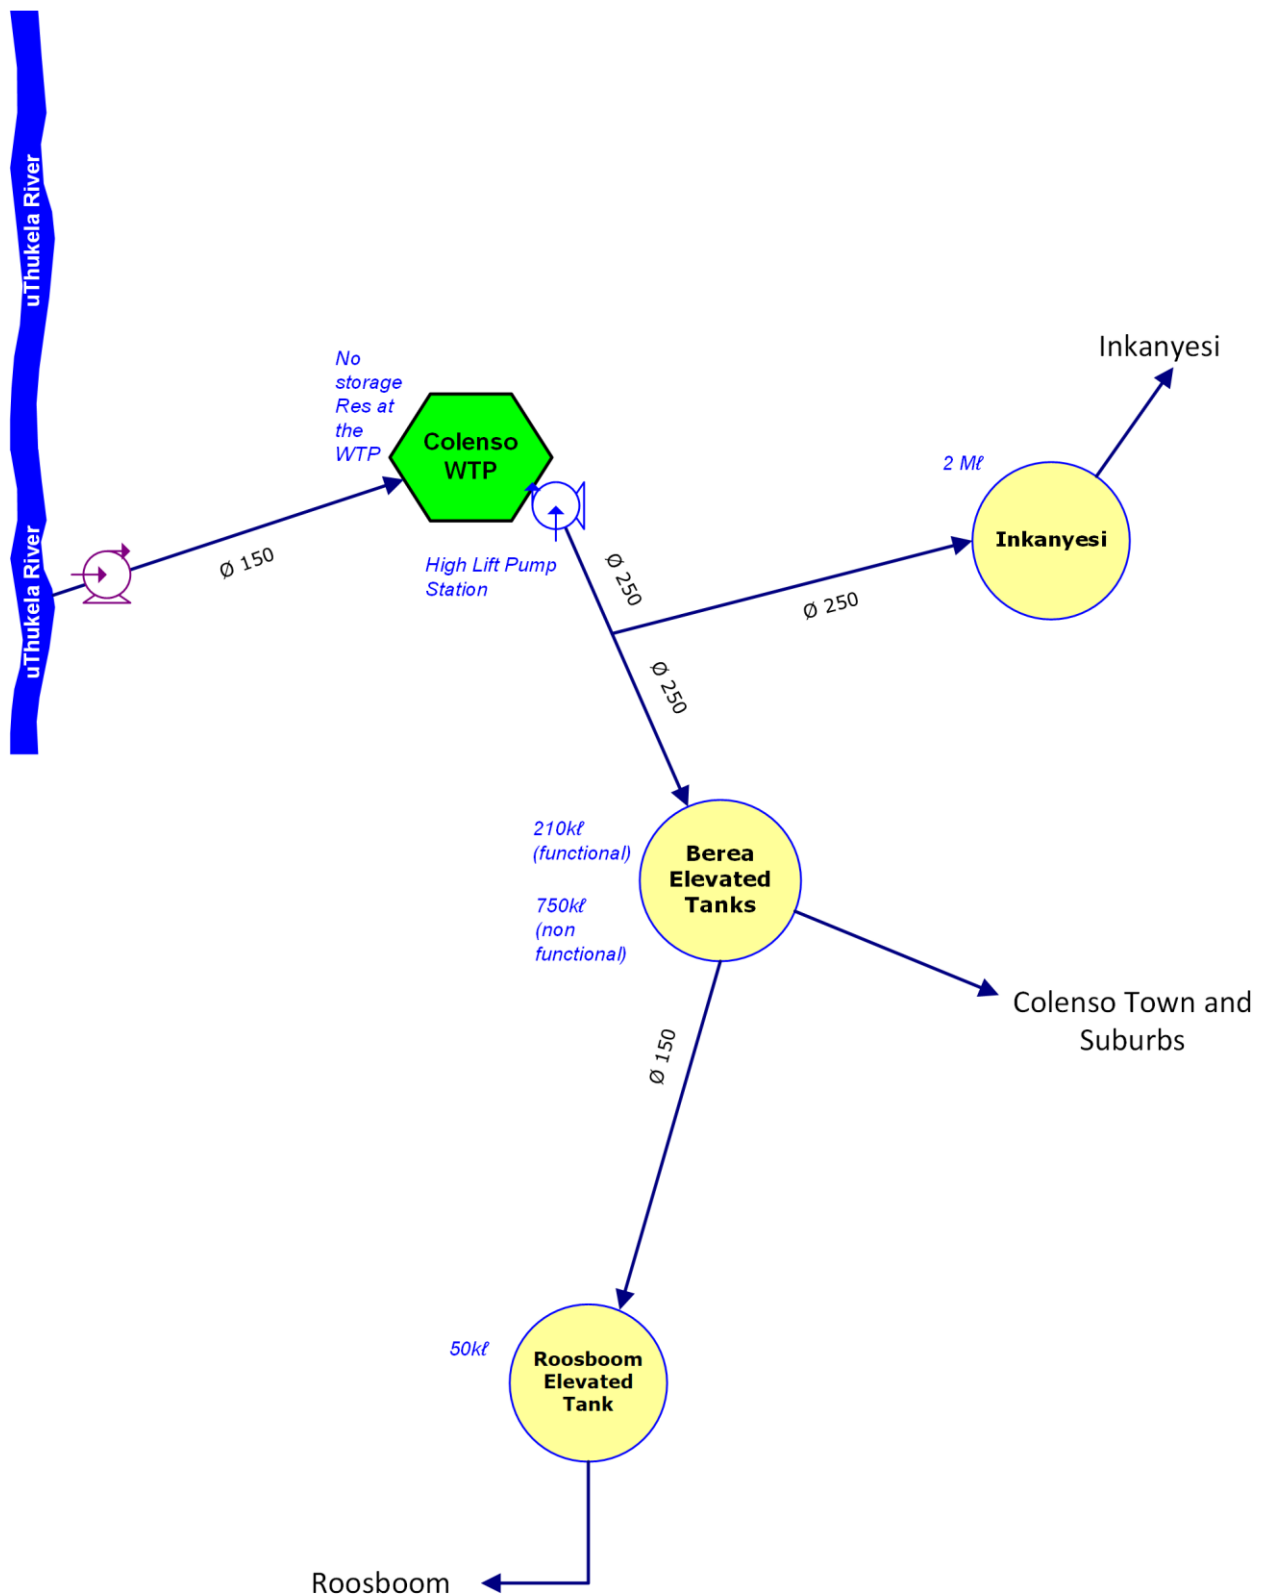 uThukela River
Inkanyesi
No
storage
Res at
the
WTP
Colenso
WTP
2 Mℓ
Inkanyesi
uThukela River
Ø 150
High Lift Pump
Station
Ø 250
Ø 250
Ø 250
210kℓ
(functional)
750kℓ
(non
functional)
Berea
Elevated
Tanks
Colenso Town and
Suburbs
Ø 150
50kℓ
Roosboom
Elevated
Tank
Roosboom